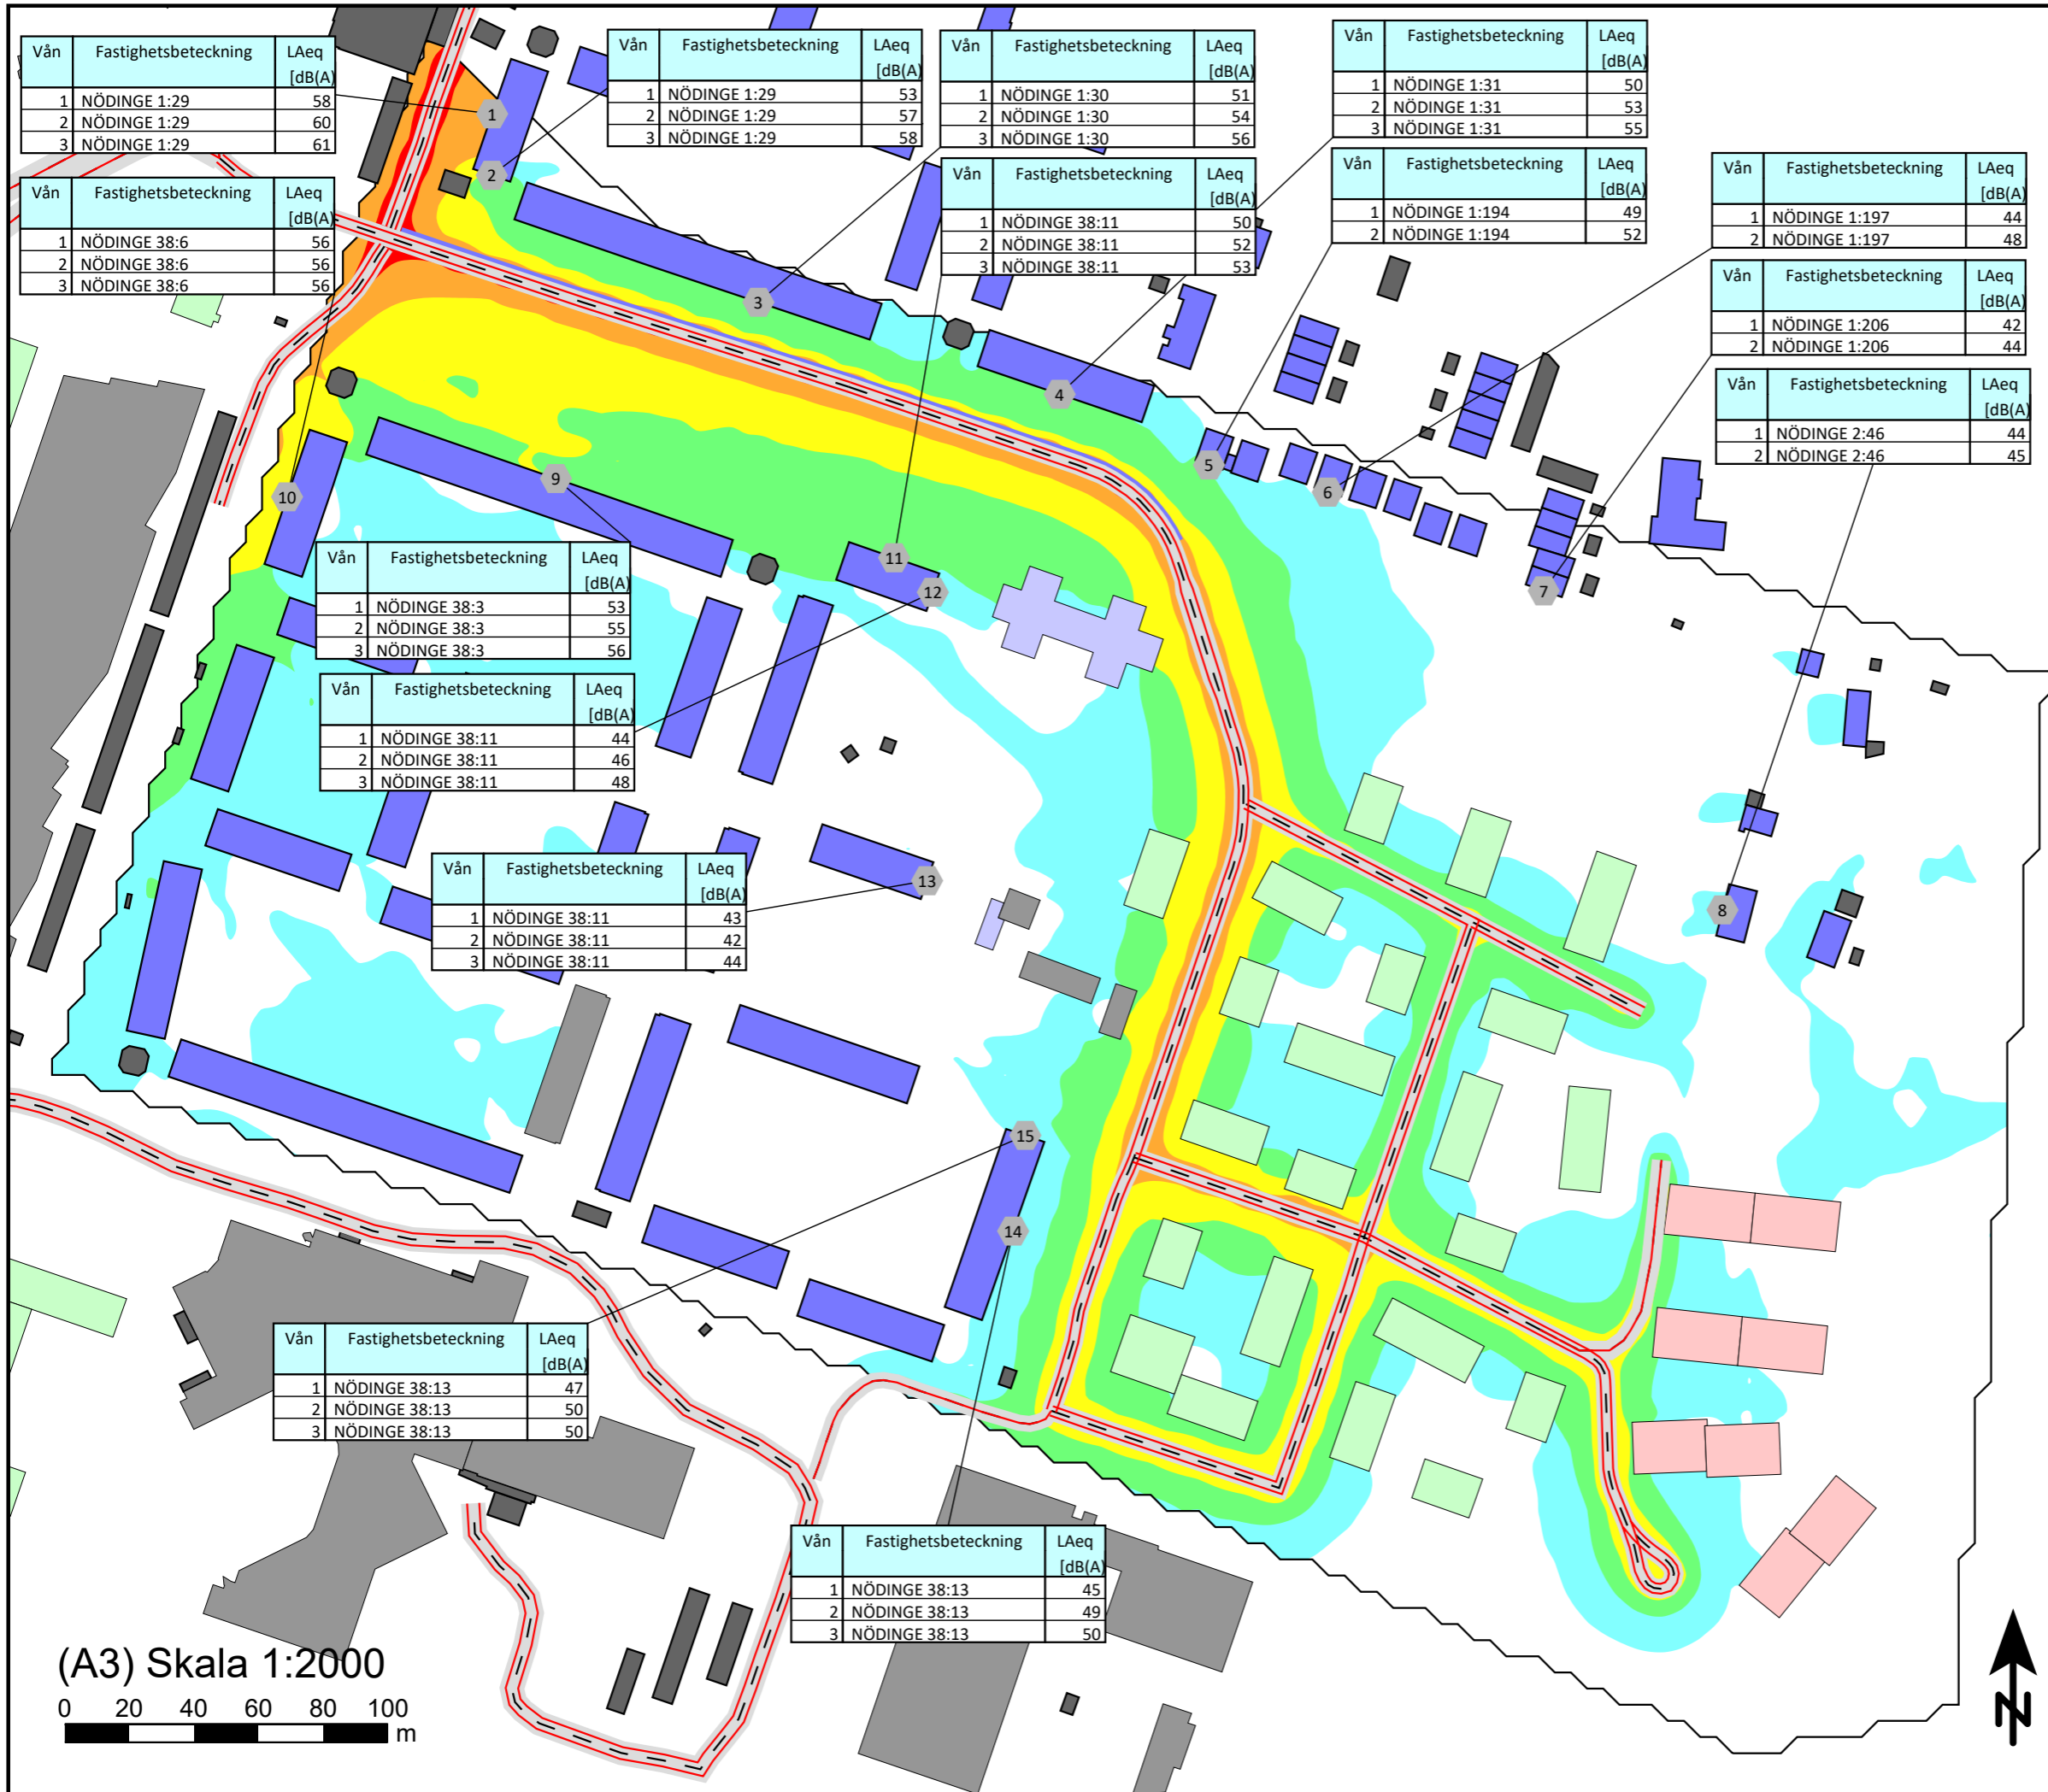 Vån Fastighetsbeteckning LAeq
[dB(A)
1 NÖDINGE 1:29 58
2 NÖDINGE 1:29 60
3 NÖDINGE 1:29 61
Vån Fastighetsbeteckning LAeq
[dB(A)
1 NÖDINGE 1:29 53
2 NÖDINGE 1:29 57
3 NÖDINGE 1:29 58
Vån Fastighetsbeteckning LAeq
[dB(A)
1 NÖDINGE 1:30 51
2 NÖDINGE 1:30 54
3 NÖDINGE 1:30 56
Vån Fastighetsbeteckning LAeq
[dB(A)
1 NÖDINGE 1:31 50
2 NÖDINGE 1:31 53
3 NÖDINGE 1:31 55
Vån Fastighetsbeteckning LAeq
[dB(A)
1 NÖDINGE 38:6 56
2 NÖDINGE 38:6 56
3 NÖDINGE 38:6 56
Vån Fastighetsbeteckning LAeq
[dB(A)
1 NÖDINGE 38:11 50
2 NÖDINGE 38:11 52
3 NÖDINGE 38:11 53
Vån Fastighetsbeteckning LAeq
[dB(A)
1 NÖDINGE 1:194 49
2 NÖDINGE 1:194 52
Vån Fastighetsbeteckning LAeq
[dB(A)
1 NÖDINGE 1:197 44
2 NÖDINGE 1:197 48
Vån Fastighetsbeteckning LAeq
[dB(A)
1 NÖDINGE 1:206 42
2 NÖDINGE 1:206 44
Vån Fastighetsbeteckning LAeq
[dB(A)
1 NÖDINGE 2:46 44
2 NÖDINGE 2:46 45
1
2
3
4
5
6
7
8
9
10
11
12
Vån Fastighetsbeteckning LAeq
[dB(A)
1 NÖDINGE 38:3 53
2 NÖDINGE 38:3 55
3 NÖDINGE 38:3 56
Vån Fastighetsbeteckning LAeq
[dB(A)
1 NÖDINGE 38:11 44
2 NÖDINGE 38:11 46
3 NÖDINGE 38:11 48
Vån Fastighetsbeteckning LAeq
[dB(A)
1 NÖDINGE 38:11 43
2 NÖDINGE 38:11 42
3 NÖDINGE 38:11 44
13
15
14
Vån Fastighetsbeteckning LAeq
[dB(A)
1 NÖDINGE 38:13 47
2 NÖDINGE 38:13 50
3 NÖDINGE 38:13 50
Vån Fastighetsbeteckning LAeq
[dB(A)
1 NÖDINGE 38:13 45
2 NÖDINGE 38:13 49
3 NÖDINGE 38:13 50
(A3) Skala 1:2000
0 20 40 60 80 100
m
N